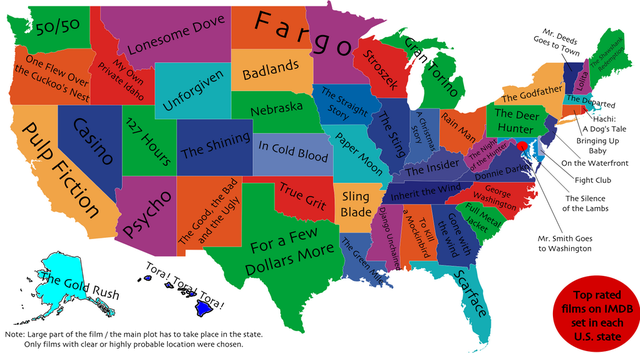 50/50
Lonesome Dove
Fargo
One Flew Over
the Cuckoo's Nest
My Own
Private Idaho
Unforgiven
Badlands
Stroszek
Gran Torino
Mr. Deeds
Goes to Town
Lolita
The Shawshank
Redemption
The Godfather
The Departed
Hachi:
A Dog's Tale
Bringing Up
Baby
On the Waterfront
Fight Club
The Silence
of the Lambs
Mr. Smith Goes
to Washington
Pulp Fiction
Casino
127 Hours
The Shining
Nebraska
The Straight
Story
The Sting
A Christmas
Story
Rain Man
The Deer
Hunter
The Night
of the Hunter
Donnie Darko
In Cold Blood
Paper Moon
The Insider
Inherit the Wind
George
Washington
Psycho
The Good, the Bad
and the Ugly
True Grit
Sling
Blade
Django Unchained
To Kill
a Mockinbird
Gone with
the Wind
Full Metal
Jacket
For a Few
Dollars More
The Green Mile
Scarface
The Gold Rush
Tora! Tora! Tora!
Top rated
films on IMDB
set in each
U.S. state
Note: Large part of the film / the main plot has to take place in the state.
Only films with clear or highly probable location were chosen.